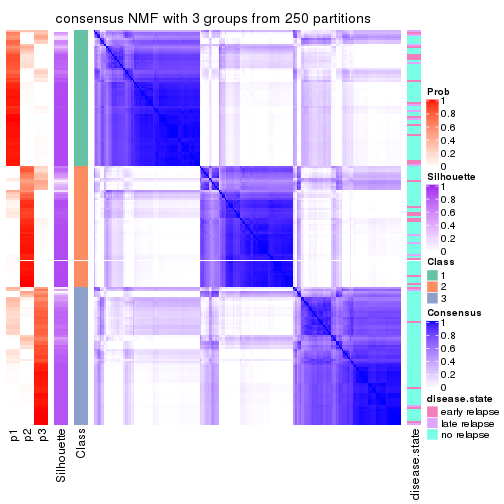 consensus NMF with 3 groups from 250 partitions
Prob
1
0.8
0.6
0.4
0.2
0
Silhouette
1
0.8
0.6
0.4
0.2
0
Class
1
2
3
Consensus
1
0.8
0.6
0.4
0.2
0
disease.state
early relapse
late relapse
no relapse
p1
p2
p3
Silhouette
Class
disease.state